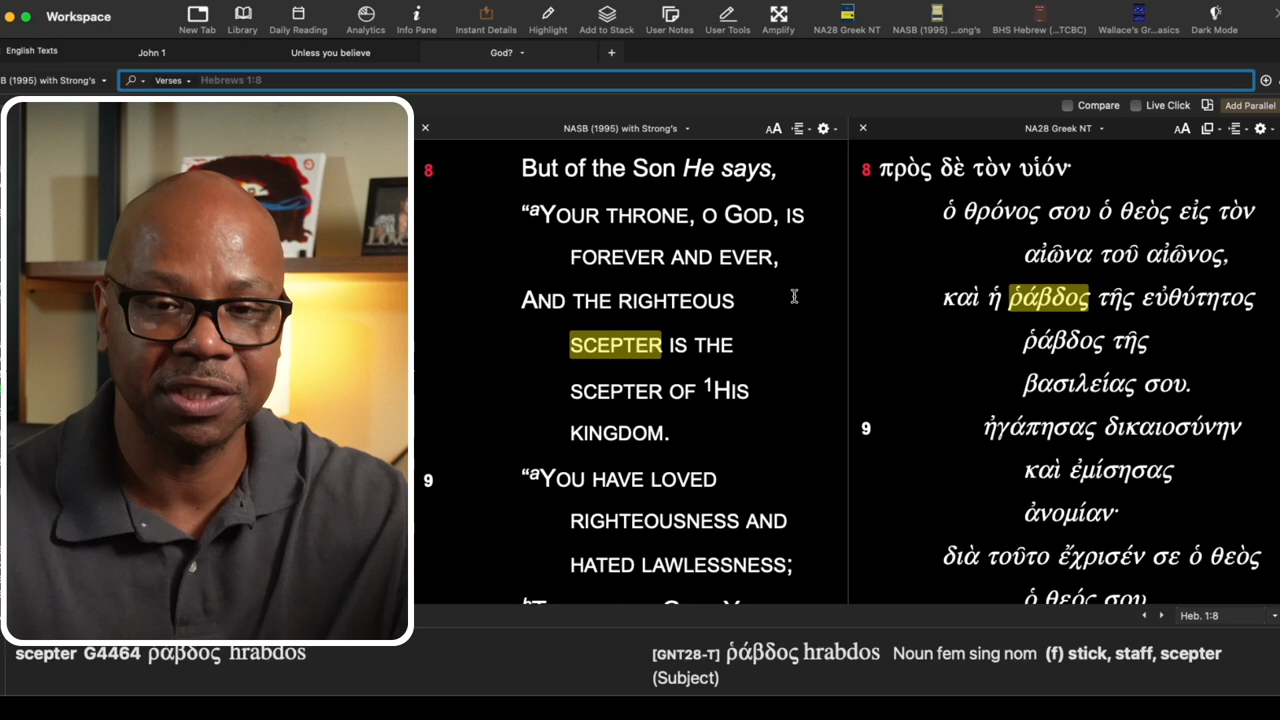 Workspace
New Tab
Library
Daily Reading
Analytics
Info Pane
Instant Details
Highlight
Add to Stack
User Notes
User Tools
Amplify
NA28 Greek NT
NASB (1995) ...ong's
BHS Hebrew (...TCBC)
Wallace's Gr...asics
Dark Mode
English Texts
John 1
Unless you believe
God?
+
B (1995) with Strong's
Verses
Hebrews 1:8
Compare
Live Click
Add Parallel
NASB (1995) with Strong's
AA
8 But of the Son He says,
“aYOUR THRONE, O GOD, IS
FOREVER AND EVER,
AND THE RIGHTEOUS
SCEPTER IS THE
SCEPTER OF 1HIS
KINGDOM.
9 “aYOU HAVE LOVED
RIGHTEOUSNESS AND
HATED LAWLESSNESS;
NA28 Greek NT
AA
8 πρὸς δὲ τὸν υἱόν·
ὁ θρόνος σου ὁ θεὸς εἰς τὸν
αἰῶνα τοῦ αἰῶνος,
καὶ ἡ ῥάβδος τῆς εὐθύτητος
ῥάβδος τῆς
βασιλείας σου.
9 ἠγάπησας δικαιοσύνην
καὶ ἐμίσησας
ἀνομίαν·
διὰ τοῦτο ἔχρισέν σε ὁ θεὸς
ὁ θεός σου
Heb. 1:8
scepter G4464 ῥάβδος hrabdos
[GNT28-T] ῥάβδος hrabdos Noun fem sing nom (f) stick, staff, scepter
(Subject)